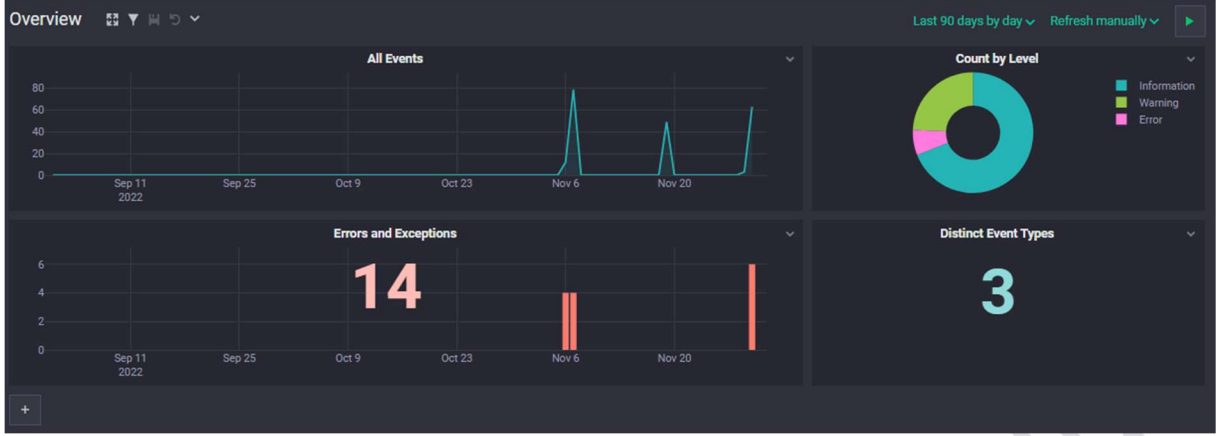 Overview
Last 90 days by day
Refresh manually
All Events
80
60
40
20
0
Sep 11
2022
Sep 25
Oct 9
Oct 23
Nov 6
Nov 20
Count by Level
Information
Warning
Error
Errors and Exceptions
14
6
4
2
0
Sep 11
2022
Sep 25
Oct 9
Oct 23
Nov 6
Nov 20
Distinct Event Types
3
+